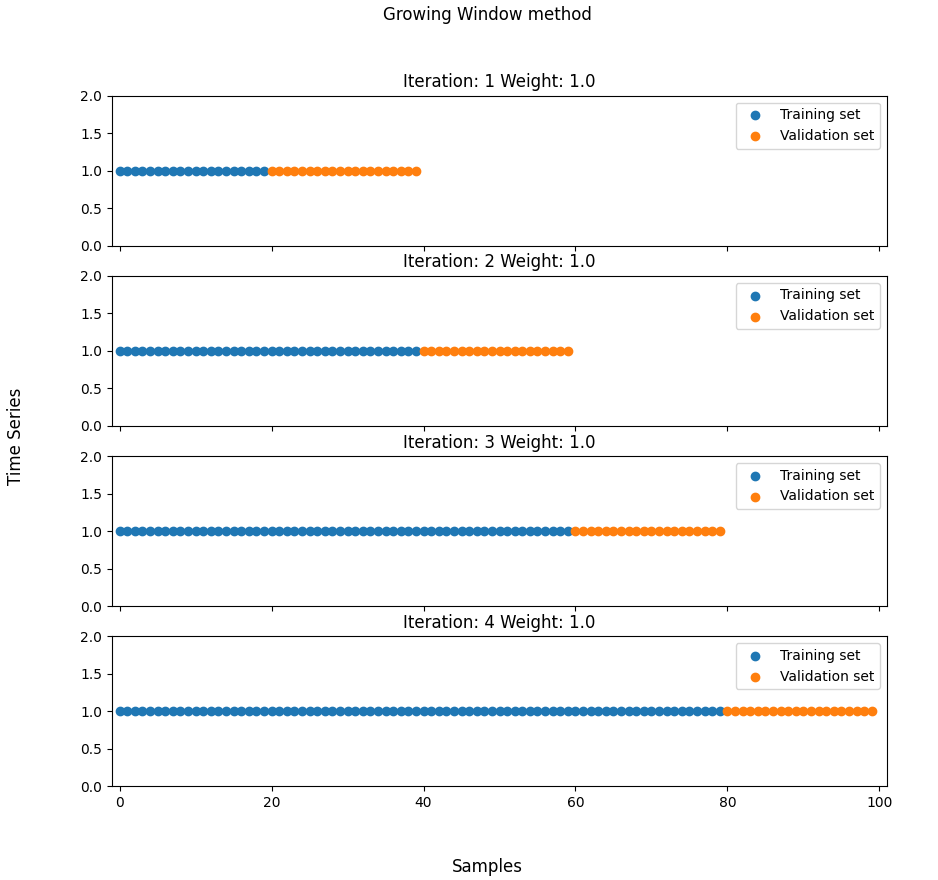 Growing Window method
Iteration: 1 Weight: 1.0
2.0
1.5
1.0
0.5
0.0
Training set
Validation set
Iteration: 2 Weight: 1.0
2.0
1.5
1.0
0.5
0.0
Training set
Validation set
Iteration: 3 Weight: 1.0
2.0
1.5
1.0
0.5
0.0
Training set
Validation set
Iteration: 4 Weight: 1.0
2.0
1.5
1.0
0.5
0.0
Training set
Validation set
0 20 40 60 80 100
Time Series
Samples